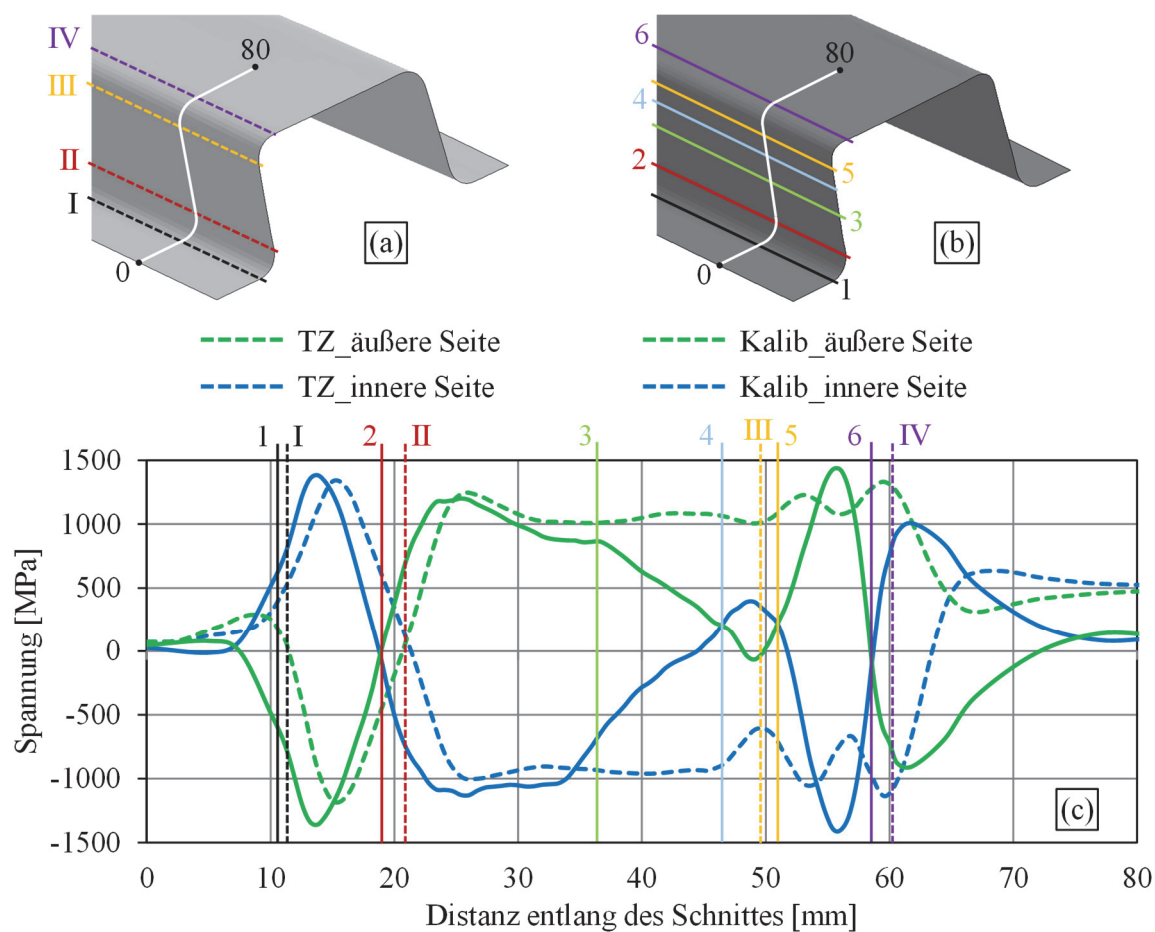 IV
80
III
II
I
(a)
0
6
80
4
2
5
3
(b)
0
1
TZ_äußere Seite
Kalib_äußere Seite
TZ_innere Seite
Kalib_innere Seite
1 I 2 II 3 4 III 5 6 IV
1500
1000
500
0
-500
-1000
-1500
Spannung [MPa]
(c)
0 10 20 30 40 50 60 70 80
Distanz entlang des Schnittes [mm]